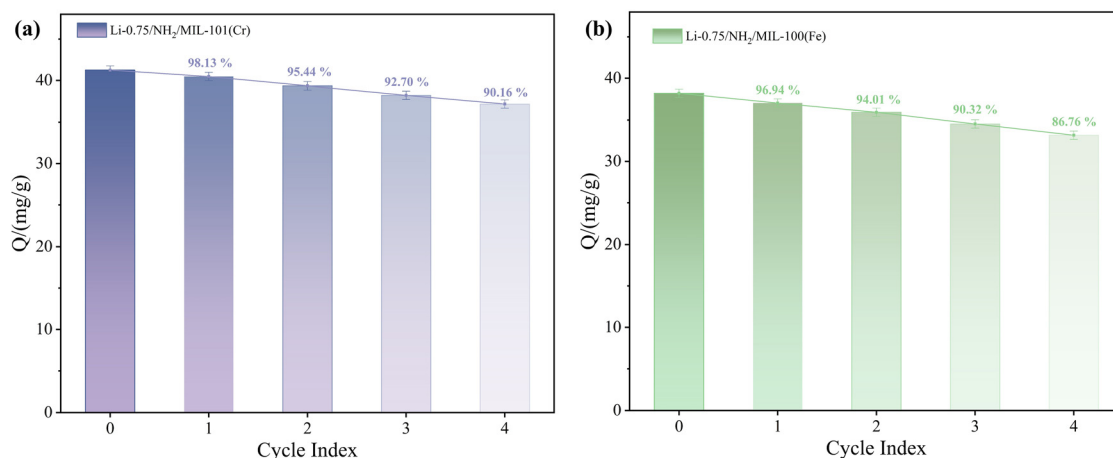 (a)
Li-0.75/NH₂/MIL-101(Cr)
98.13 %
95.44 %
92.70 %
90.16 %
40
30
20
10
0
Q/(mg/g)
0 1 2 3 4
Cycle Index
(b)
Li-0.75/NH₂/MIL-100(Fe)
96.94 %
94.01 %
90.32 %
86.76 %
40
30
20
10
0
Q/(mg/g)
0 1 2 3 4
Cycle Index